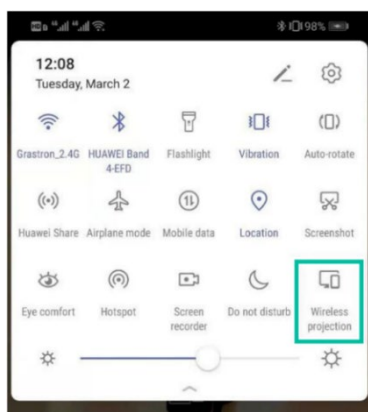 98%
12:08
Tuesday, March 2
Grastron_2.4G HUAWEI Band Flashlight Vibration Auto-rotate
4-EFD
Huawei Share Airplane mode Mobile data Location Screenshot
Eye comfort Hotspot Screen Do not disturb Wireless
recorder projection